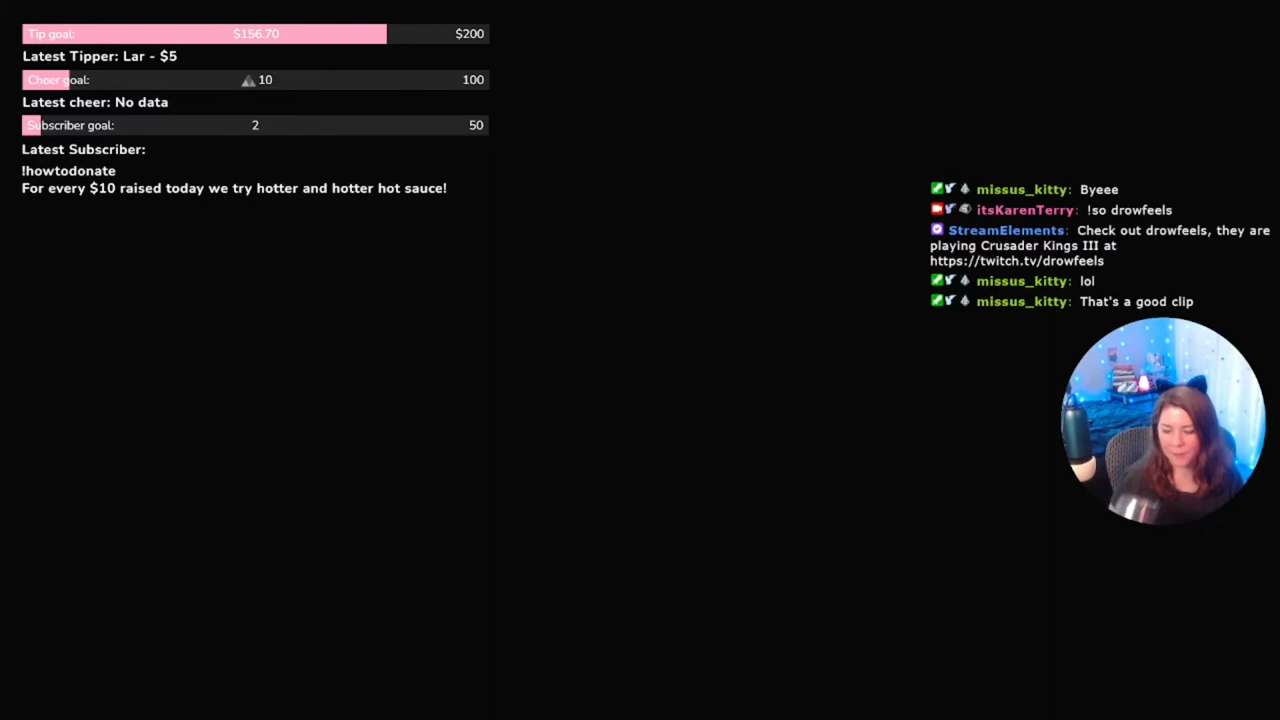 Tip goal: $156.70 $200
Latest Tipper: Lar - $5
Cheer goal: 10 100
Latest cheer: No data
Subscriber goal: 2 50
Latest Subscriber:
!howtodonate
For every $10 raised today we try hotter and hotter hot sauce!
missus_kitty: Byeee
itsKarenTerry: !so drowfeels
StreamElements: Check out drowfeels, they are
playing Crusader Kings III at
https://twitch.tv/drowfeels
missus_kitty: lol
missus_kitty: That's a good clip